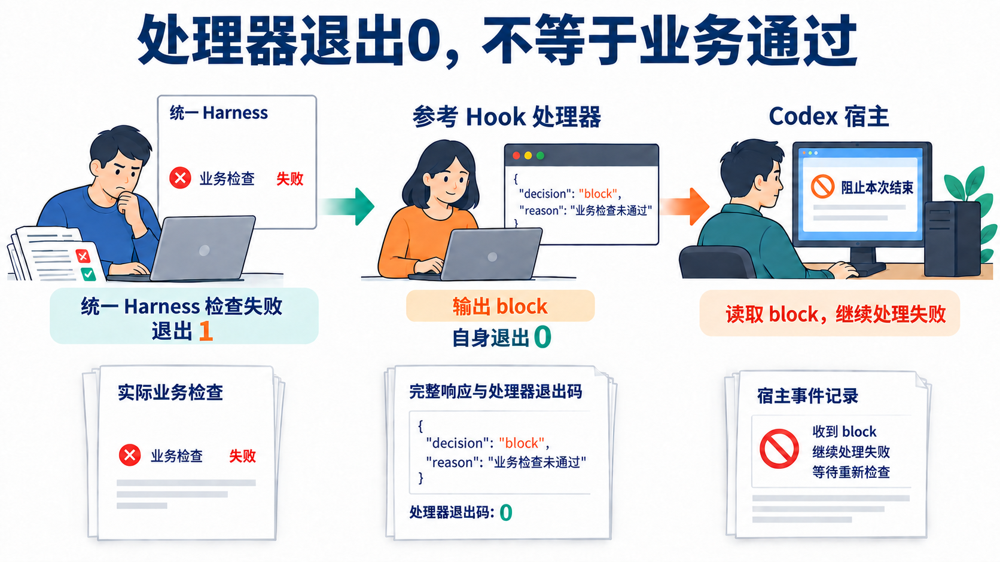 处理器退出0，不等于业务通过
统一 Harness
业务检查 失败
参考 Hook 处理器
{
"decision": "block",
"reason": "业务检查未通过"
}
Codex 宿主
阻止本次结束
统一 Harness 检查失败
退出 1
输出 block
自身退出 0
读取 block，继续处理失败
实际业务检查
业务检查 失败
完整响应与处理器退出码
{
"decision": "block",
"reason": "业务检查未通过"
}
处理器退出码：0
宿主事件记录
收到 block
继续处理失败
等待重新检查